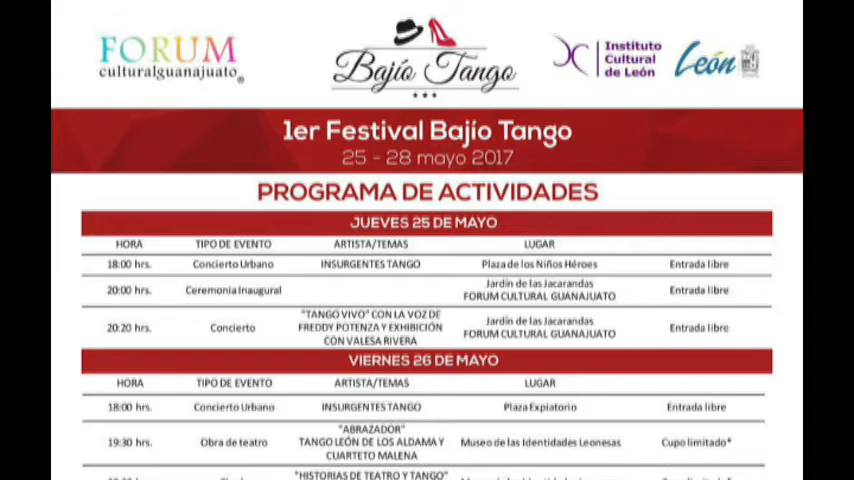 FORUM
culturalguanajuato
Bajío Tango
Instituto
Cultural
de León
León
1er Festival Bajío Tango
25 - 28 mayo 2017
PROGRAMA DE ACTIVIDADES
JUEVES 25 DE MAYO
HORA TIPO DE EVENTO ARTISTA/TEMAS LUGAR
18:00 hrs. Concierto Urbano INSURGENTES TANGO Plaza de los Niños Héroes Entrada libre
20:00 hrs. Ceremonia Inaugural Jardín de las Jacarandas Entrada libre
FORUM CULTURAL GUANAJUATO
"TANGO VIVO" CON LA VOZ DE
20:20 hrs. Concierto FREDDY POTENZA Y EXHIBICIÓN Jardín de las Jacarandas Entrada libre
CON VALESA RIVERA FORUM CULTURAL GUANAJUATO
VIERNES 26 DE MAYO
HORA TIPO DE EVENTO ARTISTA/TEMAS LUGAR
18:00 hrs. Concierto Urbano INSURGENTES TANGO Plaza Expiatorio Entrada libre
"ABRAZADOR"
19:30 hrs. Obra de teatro TANGO LEÓN DE LOS ALDAMA Y Museo de las Identidades Leonesas Cupo limitado*
CUARTETO MALENA
"HISTORIAS DE TEATRO Y TANGO"